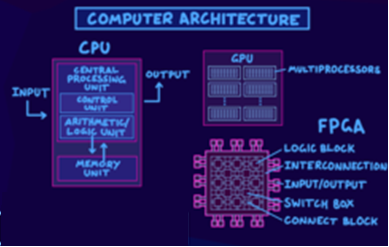 COMPUTER ARCHITECTURE
CPU
CENTRAL
PROCESSING
UNIT
CONTROL
UNIT
ARITHMETIC/
LOGIC UNIT
MEMORY
UNIT
INPUT
OUTPUT
GPU
MULTIPROCESSORS
FPGA
LOGIC BLOCK
INTERCONNECTION
INPUT/OUTPUT
SWITCH BOX
CONNECT BLOCK